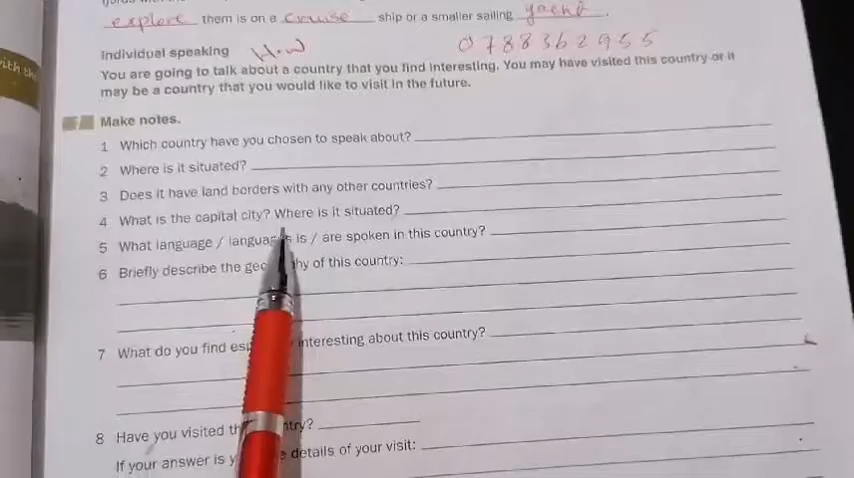 explore them is on a cruise ship or a smaller sailing yacht.
Individual speaking H.W 0788362955
You are going to talk about a country that you find interesting. You may have visited this country or it
may be a country that you would like to visit in the future.
Make notes.
1 Which country have you chosen to speak about?
2 Where is it situated?
3 Does it have land borders with any other countries?
4 What is the capital city? Where is it situated?
5 What language / languages is / are spoken in this country?
6 Briefly describe the geography of this country:
7 What do you find interesting about this country?
8 Have you visited
If your answer is details of your visit: